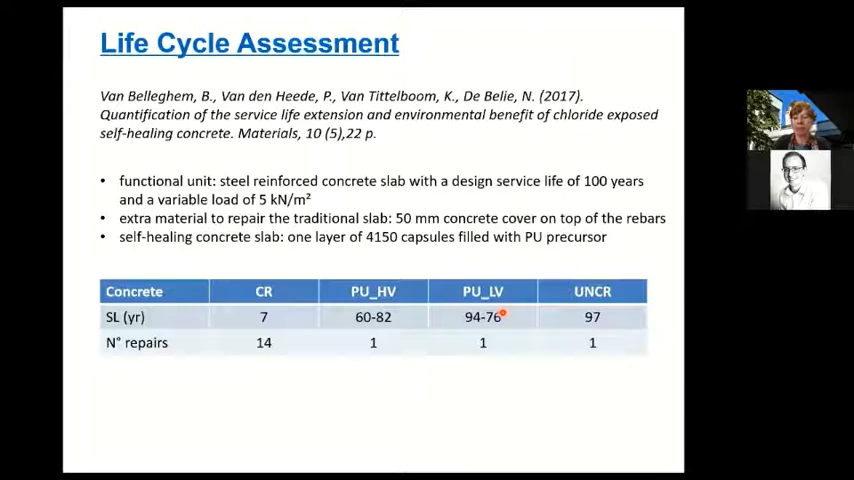 Life Cycle Assessment
Van Belleghem, B., Van den Heede, P., Van Tittelboom, K., De Belie, N. (2017).
Quantification of the service life extension and environmental benefit of chloride exposed
self-healing concrete. Materials, 10 (5),22 p.
• functional unit: steel reinforced concrete slab with a design service life of 100 years
and a variable load of 5 kN/m²
• extra material to repair the traditional slab: 50 mm concrete cover on top of the rebars
• self-healing concrete slab: one layer of 4150 capsules filled with PU precursor
Concrete CR PU_HV PU_LV UNCR
SL (yr) 7 60-82 94-76 97
N° repairs 14 1 1 1